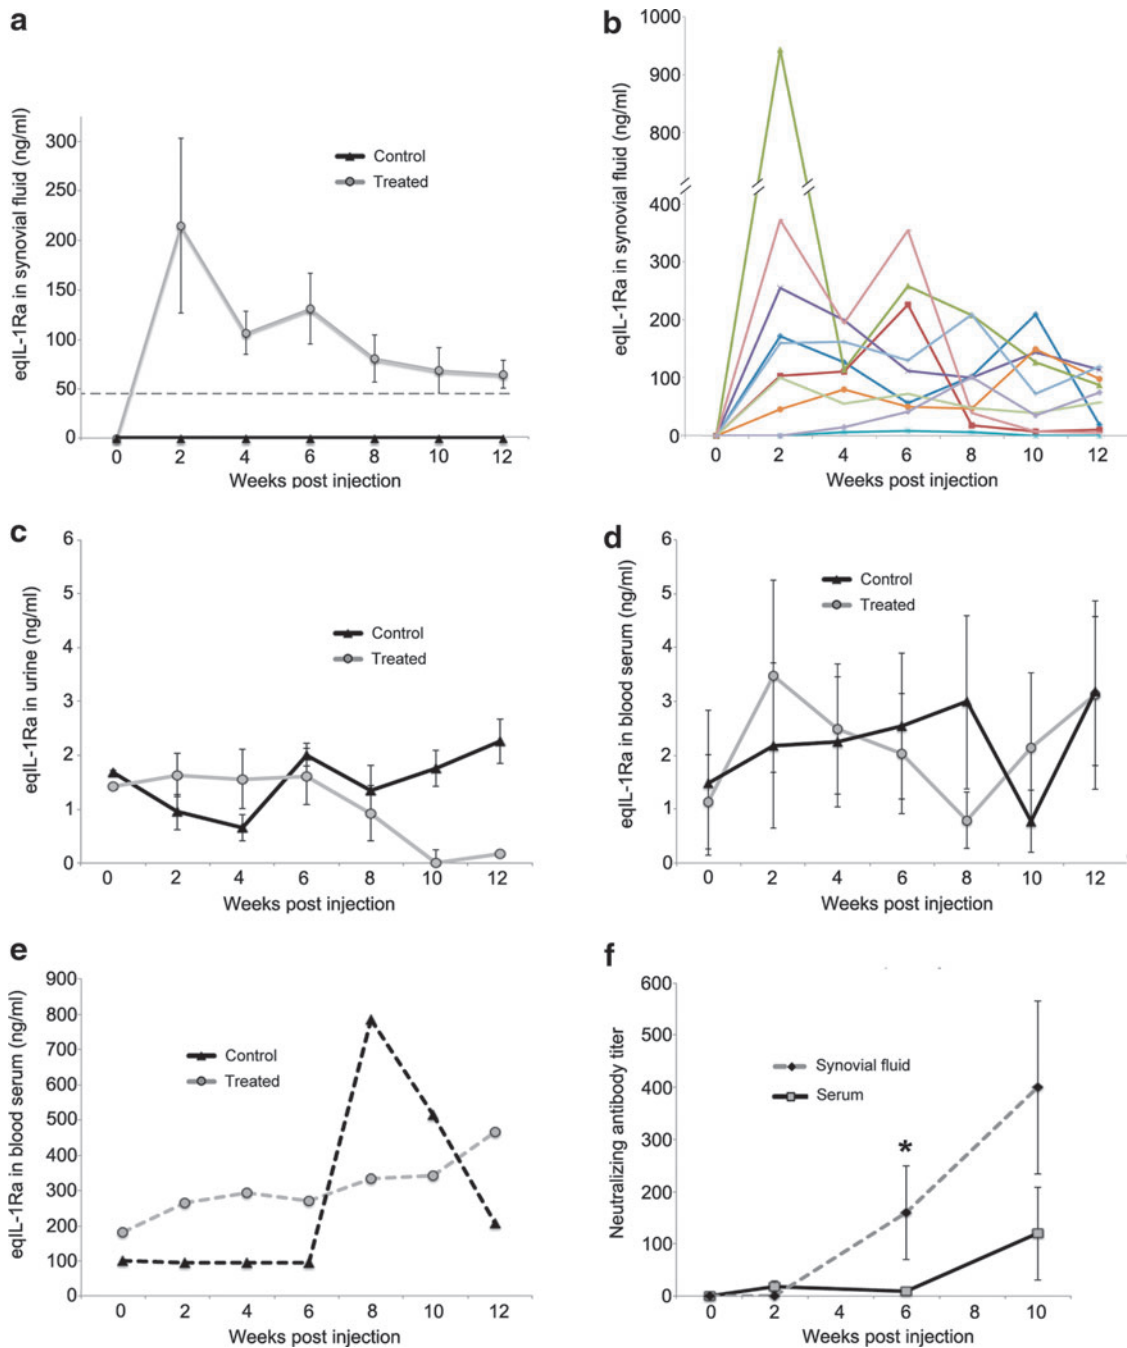 a
eqIL-1Ra in synovial fluid (ng/ml)
300
250
200
150
100
50
0
Control
Treated
0 2 4 6 8 10 12
Weeks post injection
b
eqIL-1Ra in synovial fluid (ng/ml)
1000
900
800
400
300
200
100
0
0 2 4 6 8 10 12
Weeks post injection
c
eqIL-1Ra in urine (ng/ml)
6
5
4
3
2
1
0
Control
Treated
0 2 4 6 8 10 12
Weeks post injection
d
eqIL-1Ra in blood serum (ng/ml)
6
5
4
3
2
1
0
Control
Treated
0 2 4 6 8 10 12
Weeks post injection
e
eqIL-1Ra in blood serum (ng/ml)
900
800
700
600
500
400
300
200
100
0
Control
Treated
0 2 4 6 8 10 12
Weeks post injection
f
Neutralizing antibody titer
600
500
400
300
200
100
0
Synovial fluid
Serum
*
0 2 6 10
Weeks post injection